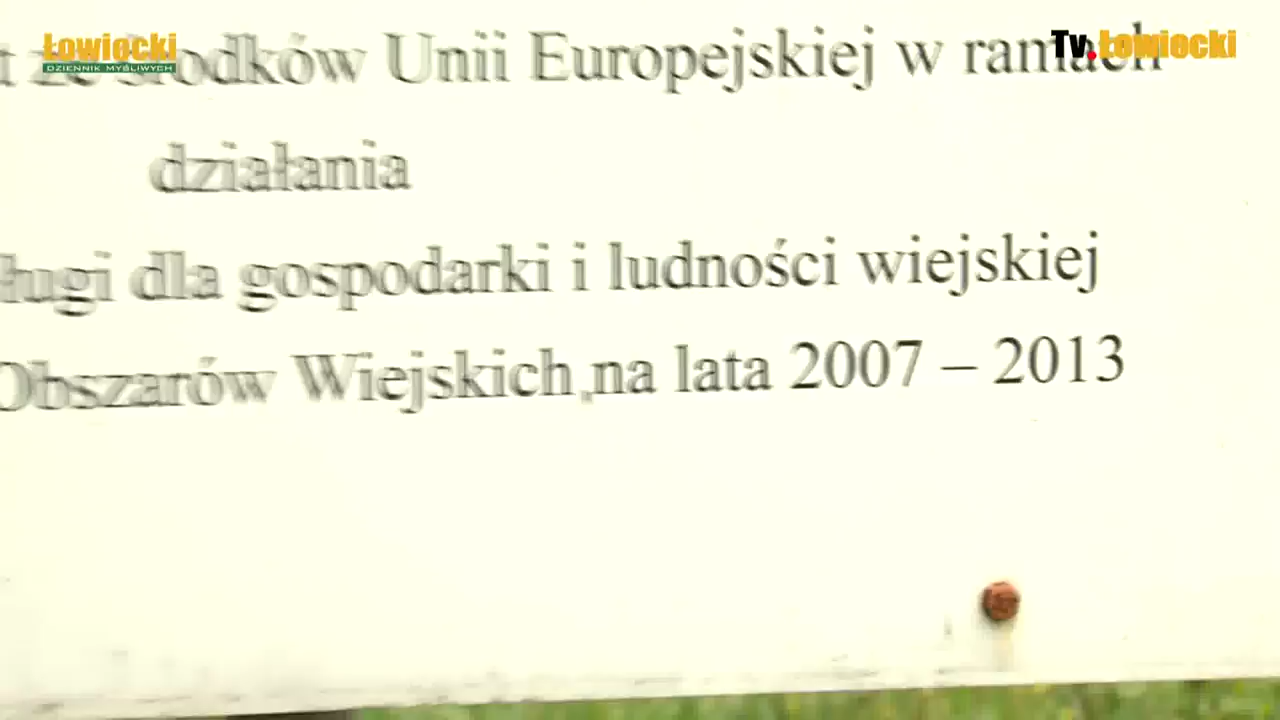 Łowiecki
DZIENNIK MYŚLIWYCH
Tv.Łowiecki
środków Unii Europejskiej w ramach
działania
dla gospodarki i ludności wiejskiej
Obszarów Wiejskich na lata 2007 – 2013